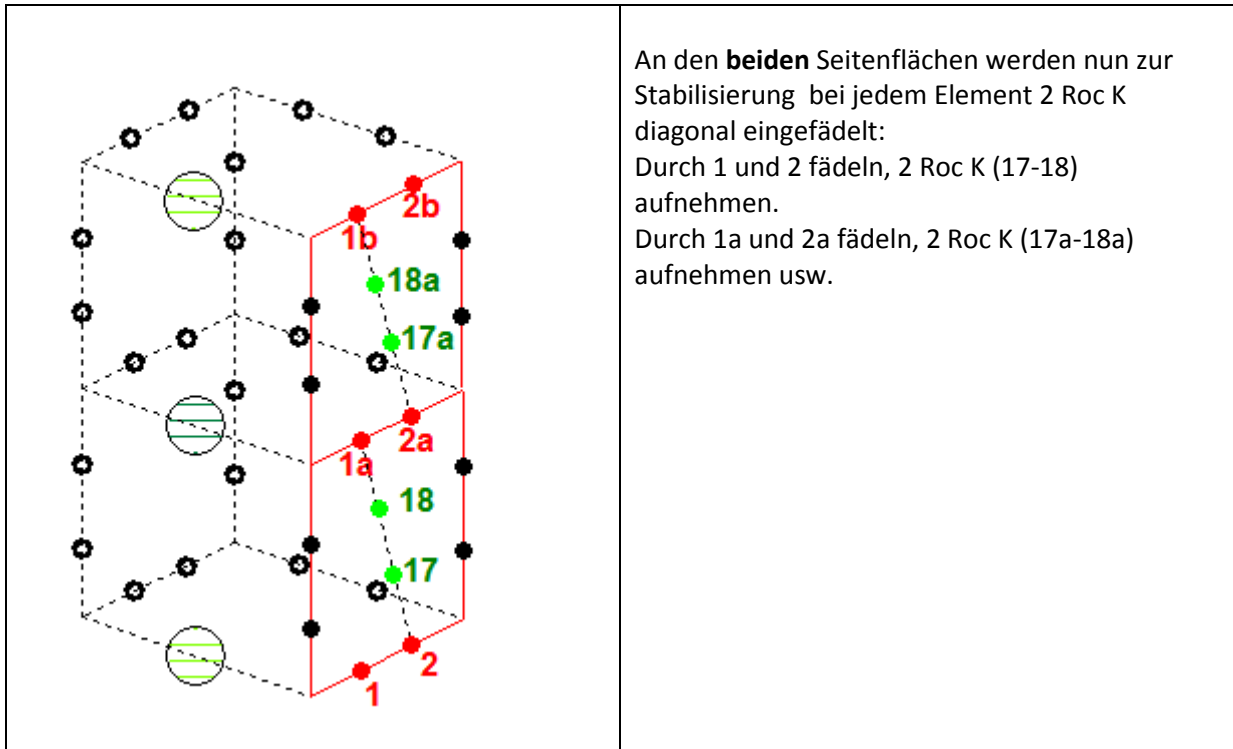 2b
1b
18a
17a
2a
1a
18
17
2
1
An den beiden Seitenflächen werden nun zur
Stabilisierung bei jedem Element 2 Roc K
diagonal eingefädelt:
Durch 1 und 2 fädeln, 2 Roc K (17-18)
aufnehmen.
Durch 1a und 2a fädeln, 2 Roc K (17a-18a)
aufnehmen usw.